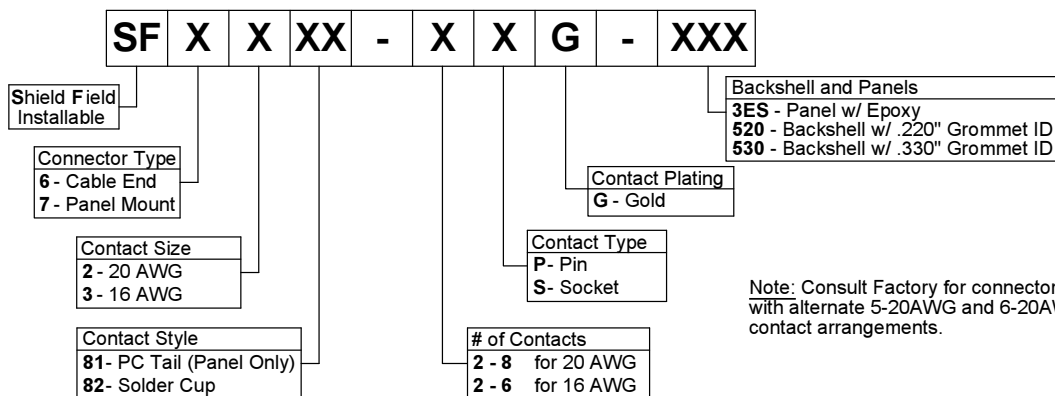 SF X X XX - X X G - XXX
Shield Field
Installable
Connector Type
6 - Cable End
7 - Panel Mount
Contact Size
2 - 20 AWG
3 - 16 AWG
Contact Style
81- PC Tail (Panel Only)
82- Solder Cup
# of Contacts
2 - 8 for 20 AWG
2 - 6 for 16 AWG
Contact Type
P- Pin
S- Socket
Contact Plating
G - Gold
Backshell and Panels
3ES - Panel w/ Epoxy
520 - Backshell w/ .220" Grommet ID
530 - Backshell w/ .330" Grommet ID
Note: Consult Factory for connector
with alternate 5-20AWG and
contact arrangements.